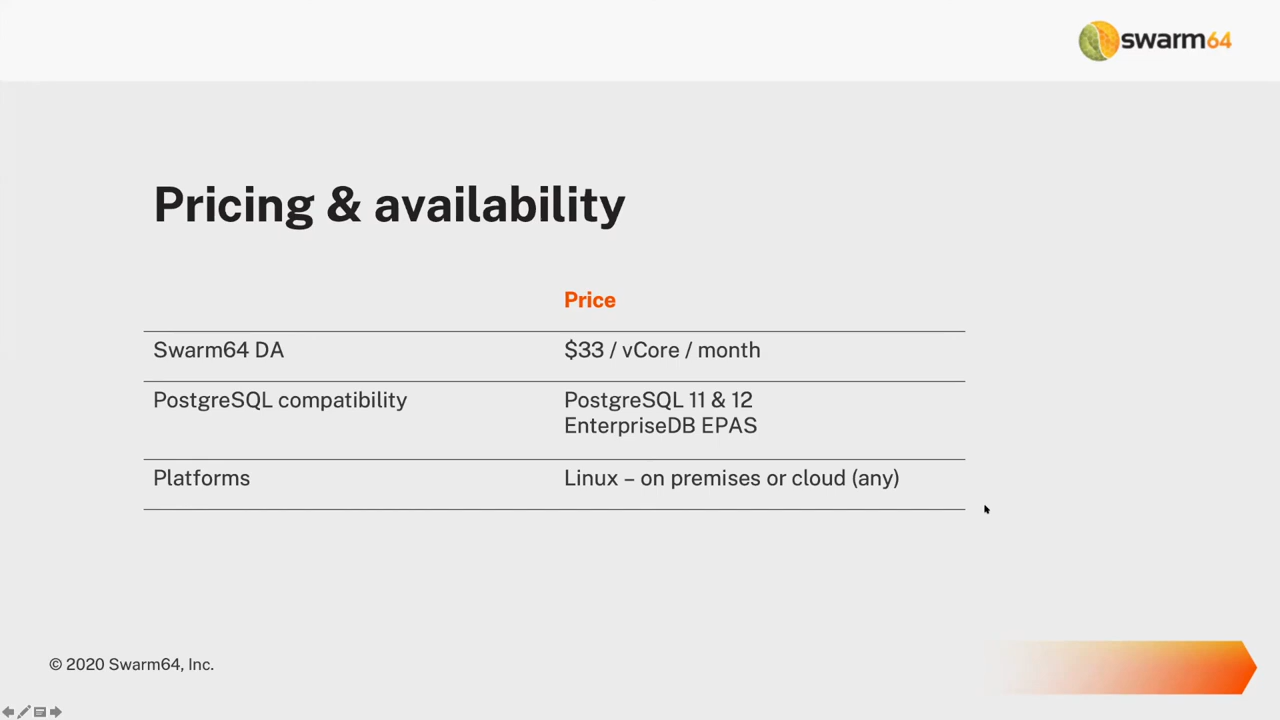 swarm64
Pricing & availability
Price
Swarm64 DA
$33 / vCore / month
PostgreSQL compatibility
PostgreSQL 11 & 12
EnterpriseDB EPAS
Platforms
Linux – on premises or cloud (any)
© 2020 Swarm64, Inc.